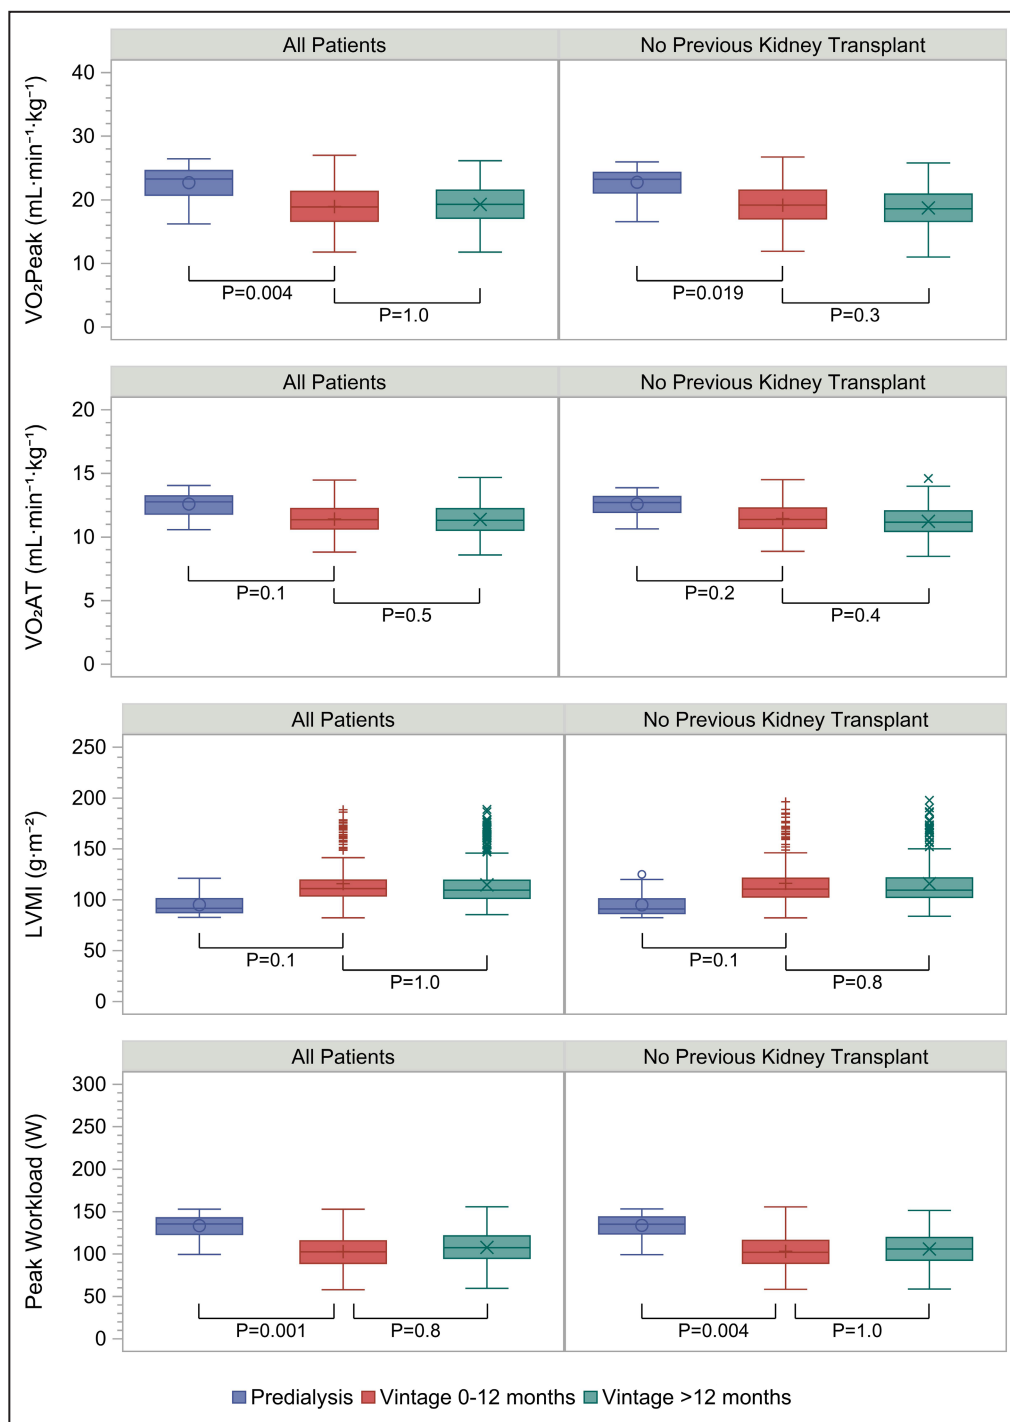 All Patients No Previous Kidney Transplant
VO₂Peak (mL·min⁻¹·kg⁻¹)
40
30
20
10
0
P=0.004
P=1.0
P=0.019
P=0.3
All Patients No Previous Kidney Transplant
VO₂AT (mL·min⁻¹·kg⁻¹)
20
15
10
5
0
P=0.1
P=0.5
P=0.2
P=0.4
All Patients No Previous Kidney Transplant
LVMI (g·m⁻²)
250
200
150
100
50
0
P=0.1
P=1.0
P=0.1
P=0.8
All Patients No Previous Kidney Transplant
Peak Workload (W)
300
250
200
150
100
50
0
P=0.001
P=0.8
P=0.004
P=1.0
Predialysis Vintage 0-12 months Vintage >12 months